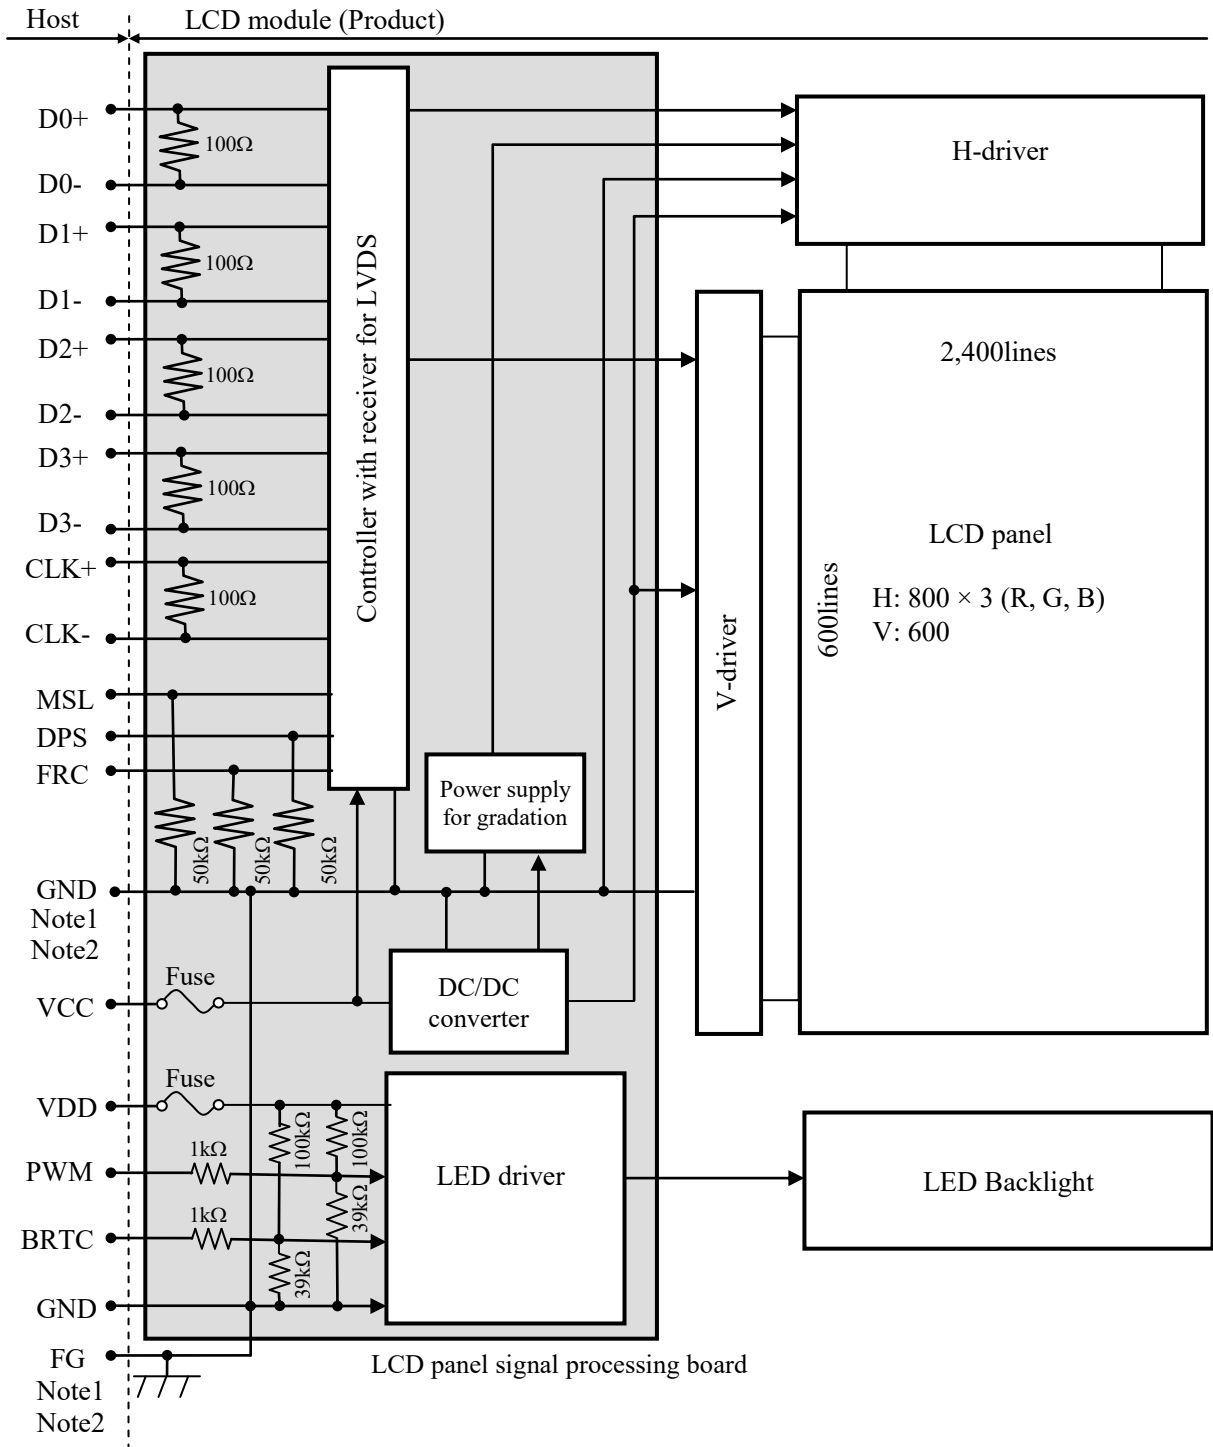 Host
LCD module (Product)
D0+
100Ω
D0-
D1+
100Ω
D1-
D2+
100Ω
D2-
D3+
100Ω
D3-
CLK+
100Ω
CLK-
MSL
DPS
FRC
50kΩ
50kΩ
50kΩ
GND
Note1
Note2
Controller with receiver for LVDS
H-driver
V-driver
2,400lines
600lines
LCD panel
H: 800 × 3 (R, G, B)
V: 600
Power supply
for gradation
Fuse
VCC
DC/DC
converter
Fuse
VDD
100kΩ
100kΩ
1kΩ
PWM
39kΩ
1kΩ
BRTC
39kΩ
GND
LED driver
LED Backlight
FG
Note1
Note2
LCD panel signal processing board